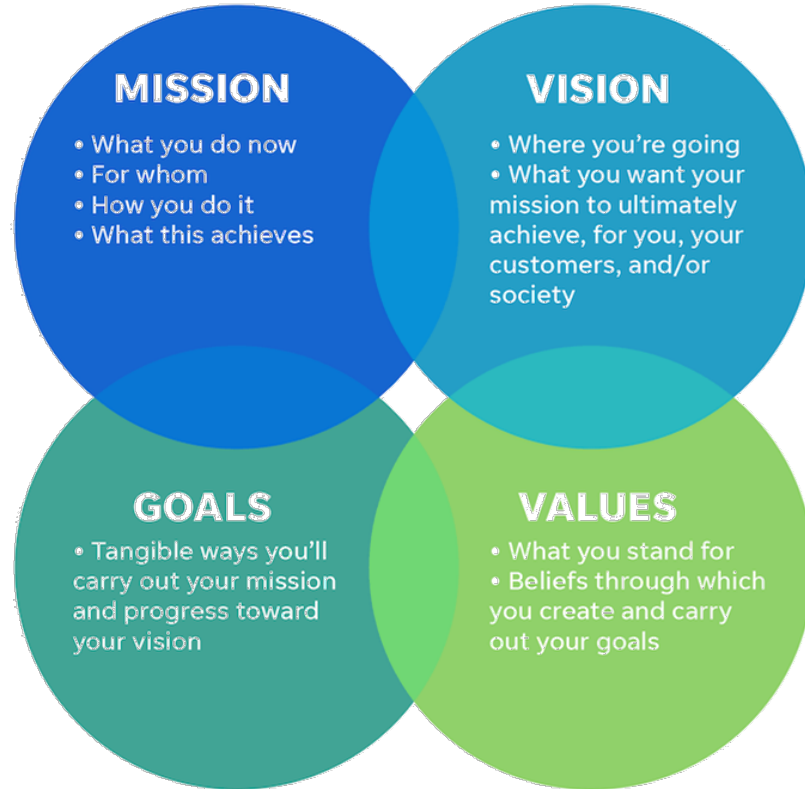 MISSION
• What you do now
• For whom
• How you do it
• What this achieves
VISION
• Where you’re going
• What you want your
mission to ultimately
achieve, for you, your
customers, and/or
society
GOALS
• Tangible ways you’ll
carry out your mission
and progress toward
your vision
VALUES
• What you stand for
• Beliefs through which
you create and carry
out your goals